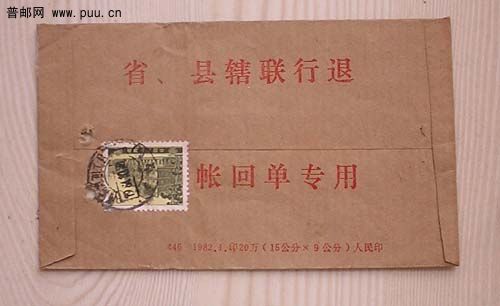 普邮网 www.puu.cn
省、县辖联行退
帐回单专用
446 1982.1.印20万(15公分×9公分)人民印